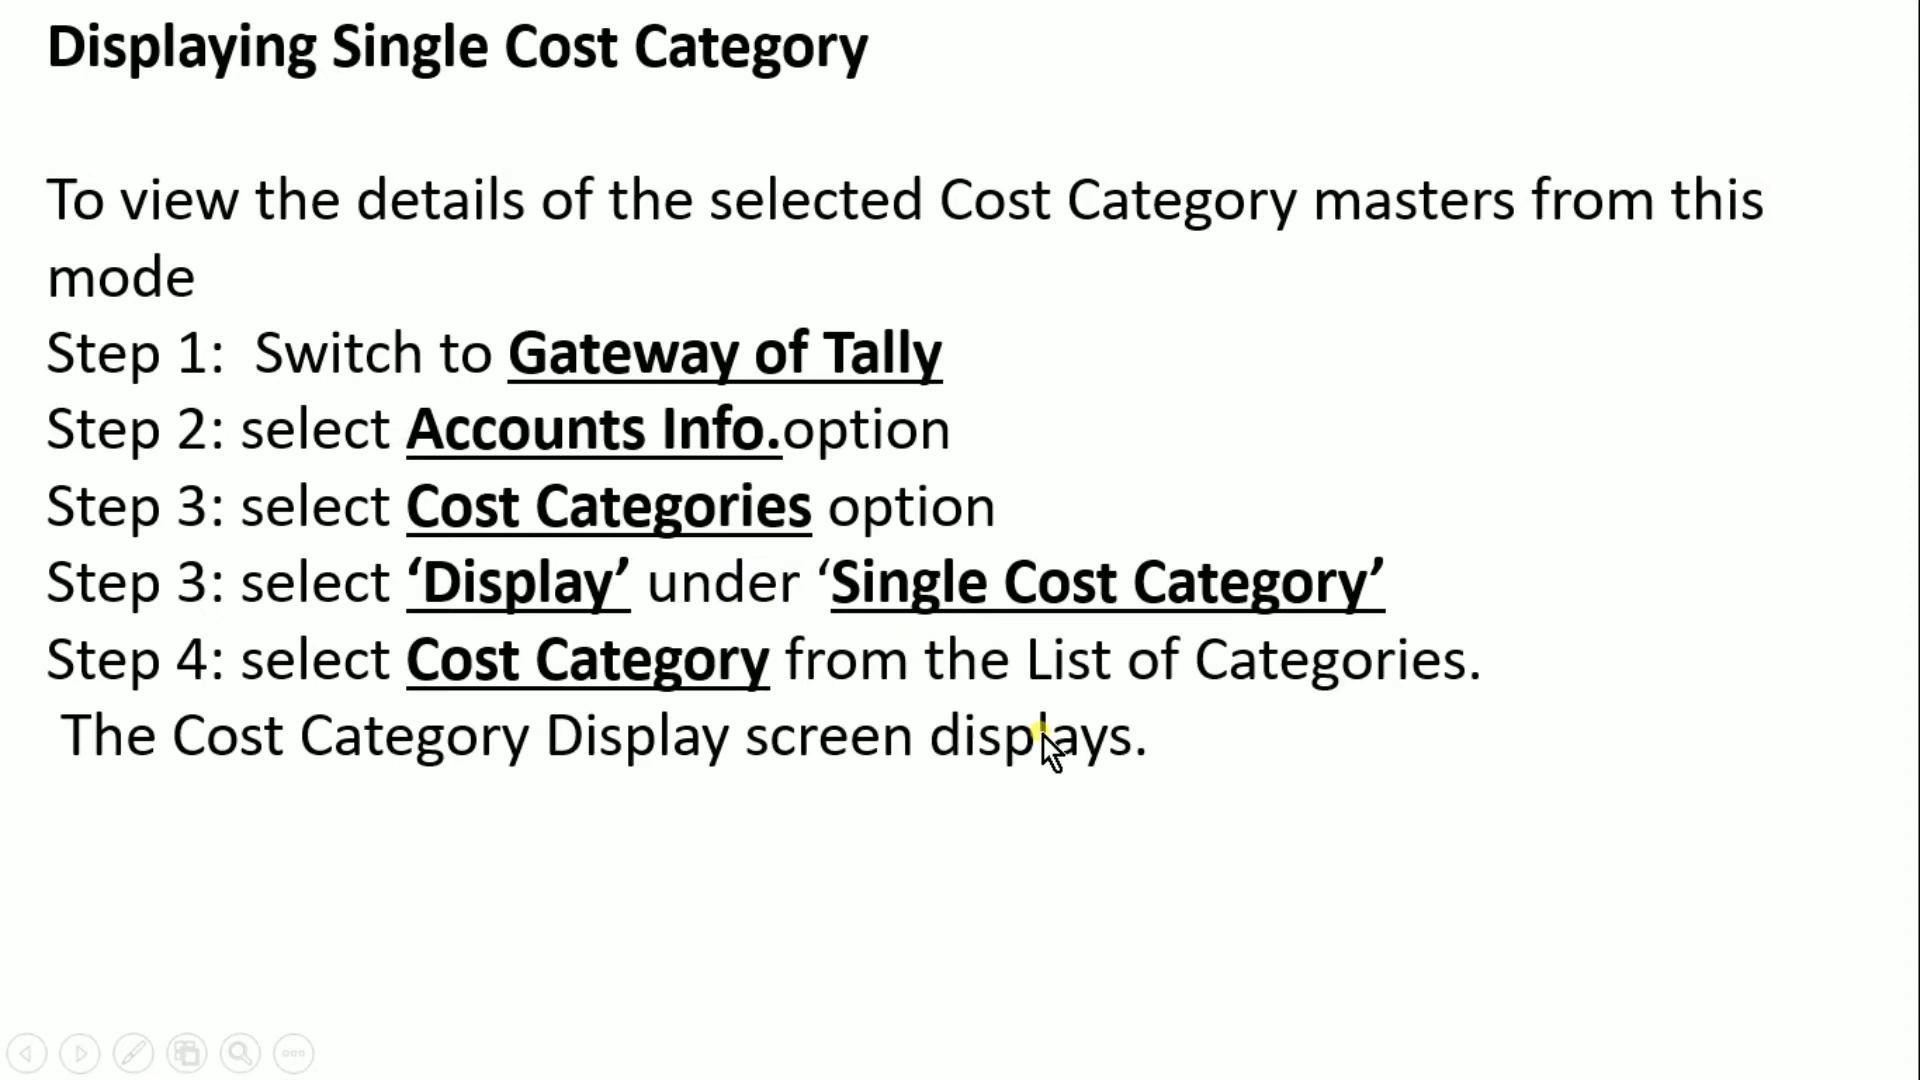 Displaying Single Cost Category
To view the details of the selected Cost Category masters from this
mode
Step 1:  Switch to Gateway of Tally
Step 2: select Accounts Info.option
Step 3: select Cost Categories option
Step 3: select ‘Display’ under ‘Single Cost Category’
Step 4: select Cost Category from the List of Categories.
The Cost Category Display screen displays.